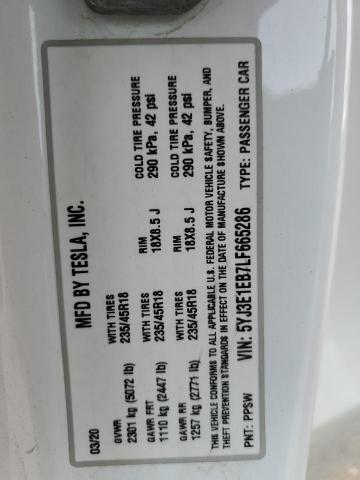 MFD BY TESLA, INC.
03/20
GVWR
2301 kg (5072 lb)
WITH TIRES
235/45R18
RIM
18X8.5 J
COLD TIRE PRESSURE
290 kPa, 42 psi
GAWR FRT
1110 kg (2447 lb)
WITH TIRES
235/45R18
RIM
18X8.5 J
COLD TIRE PRESSURE
290 kPa, 42 psi
GAWR RR
1257 kg (2771 lb)
WITH TIRES
235/45R18
THIS VEHICLE CONFORMS TO ALL APPLICABLE U.S. FEDERAL MOTOR VEHICLE SAFETY, BUMPER, AND
THEFT PREVENTION STANDARDS IN EFFECT ON THE DATE OF MANUFACTURE SHOWN ABOVE.
PNT: PPSW VIN: 5YJ3E1EB7LF665286 TYPE: PASSENGER CAR